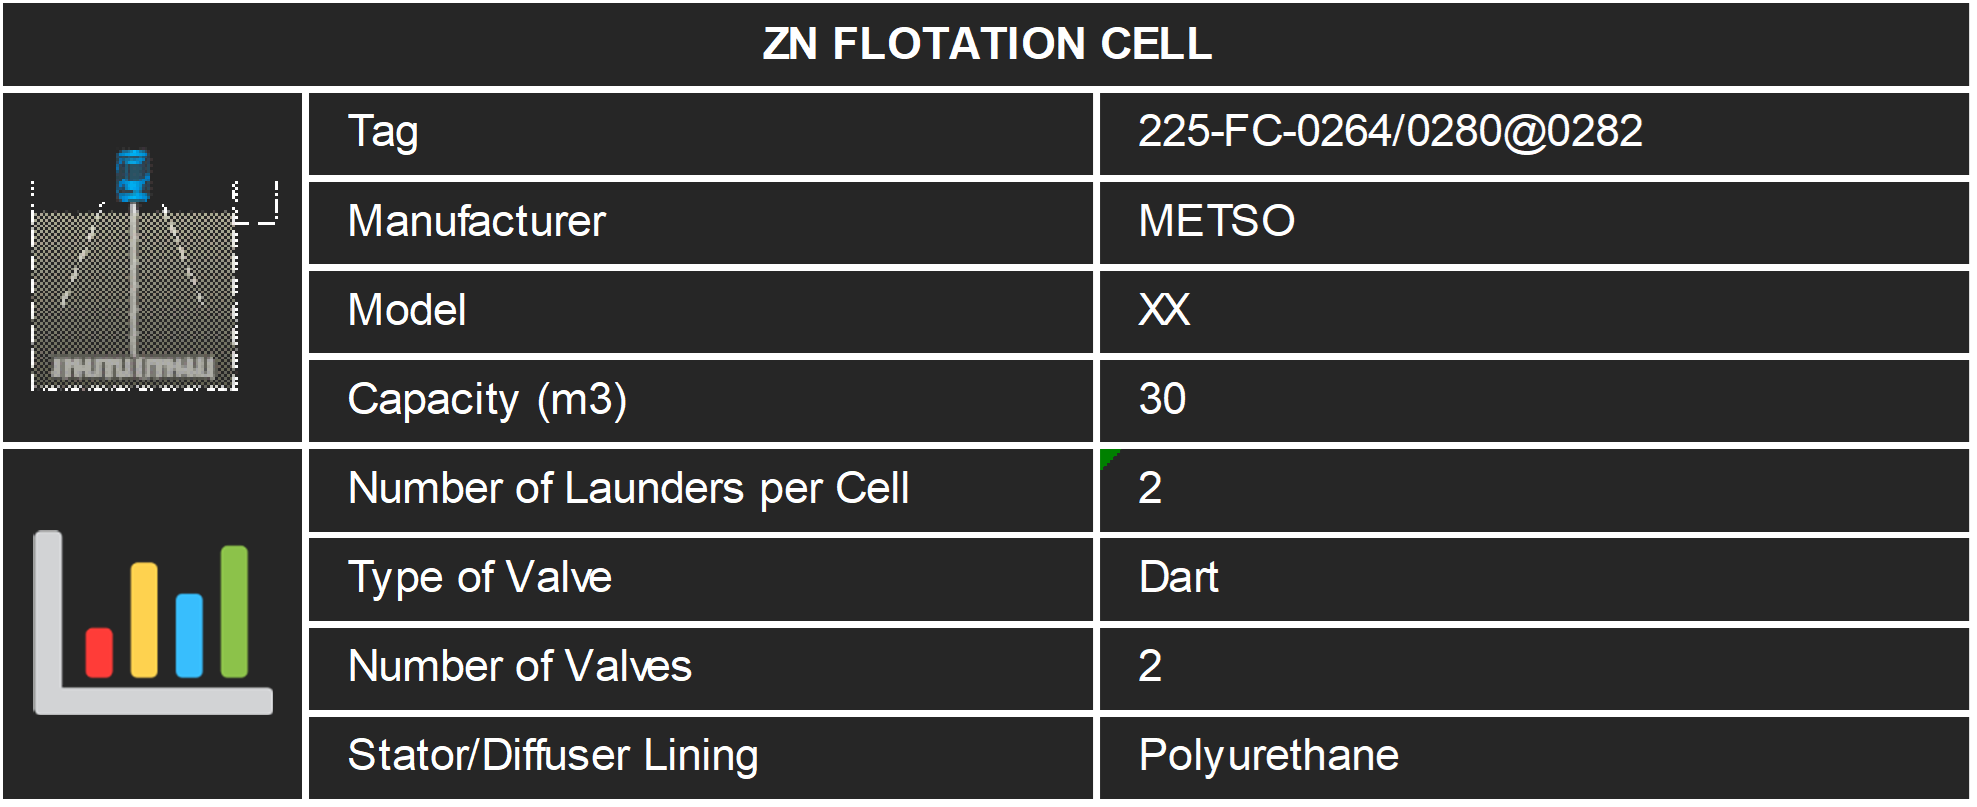 ZN FLOTATION CELL
Tag 225-FC-0264/0280@0282
Manufacturer METSO
Model XX
Capacity (m3) 30
Number of Launders per Cell 2
Type of Valve Dart
Number of Valves 2
Stator/Diffuser Lining Polyurethane